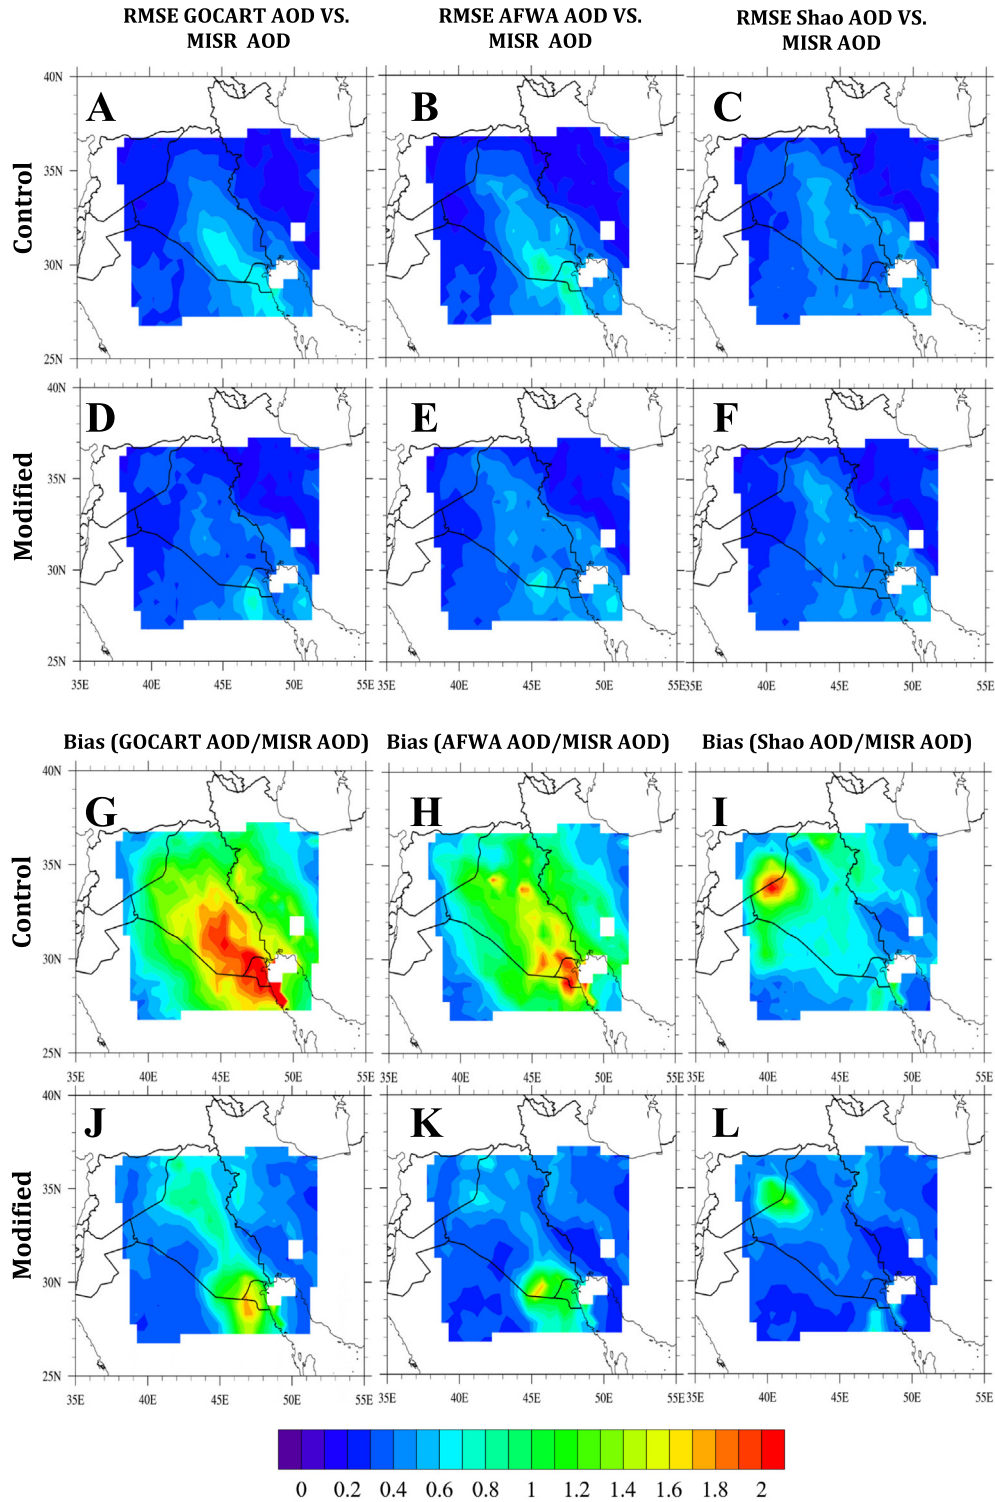 RMSE GOCART AOD VS.
MISR AOD
RMSE AFWA AOD VS.
MISR AOD
RMSE Shao AOD VS.
MISR AOD
Control
40N
35N
30N
25N
A
B
C
Modified
40N
35N
30N
25N
D
E
F
35E 40E 45E 50E 55E
35E 40E 45E 50E 55E
35E 40E 45E 50E 55E
Bias (GOCART AOD/MISR AOD)
Bias (AFWA AOD/MISR AOD)
Bias (Shao AOD/MISR AOD)
Control
40N
35N
30N
25N
G
H
I
35E 40E 45E 50E 55E
35E 40E 45E 50E 55E
35E 40E 45E 50E 55E
Modified
40N
35N
30N
25N
J
K
L
35E 40E 45E 50E 55E
35E 40E 45E 50E 55E
35E 40E 45E 50E 55E
0 0.2 0.4 0.6 0.8 1 1.2 1.4 1.6 1.8 2